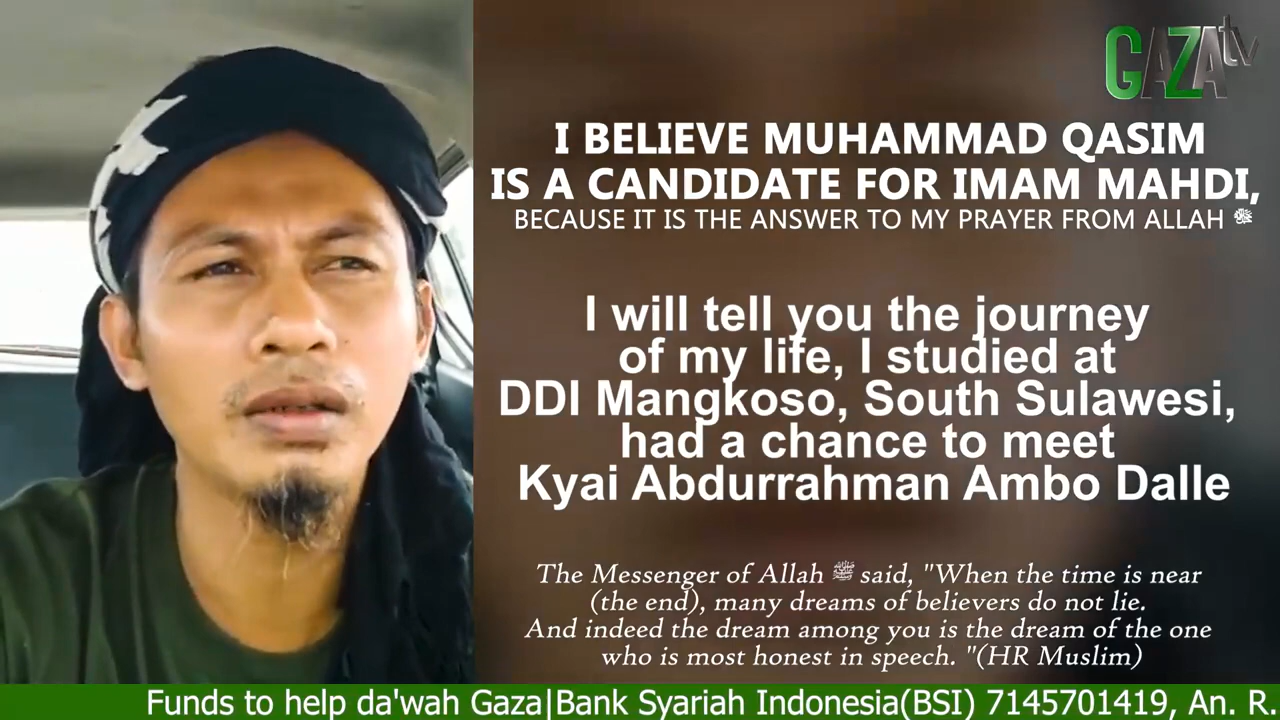 GAZAtv
I BELIEVE MUHAMMAD QASIM
IS A CANDIDATE FOR IMAM MAHDI,
BECAUSE IT IS THE ANSWER TO MY PRAYER FROM ALLAH ﷻ
I will tell you the journey
of my life, I studied at
DDI Mangkoso, South Sulawesi,
had a chance to meet
Kyai Abdurrahman Ambo Dalle
The Messenger of Allah ﷺ said, "When the time is near
(the end), many dreams of believers do not lie.
And indeed the dream among you is the dream of the one
who is most honest in speech. "(HR Muslim)
Funds to help da'wah Gaza|Bank Syariah Indonesia(BSI) 7145701419, An. R.